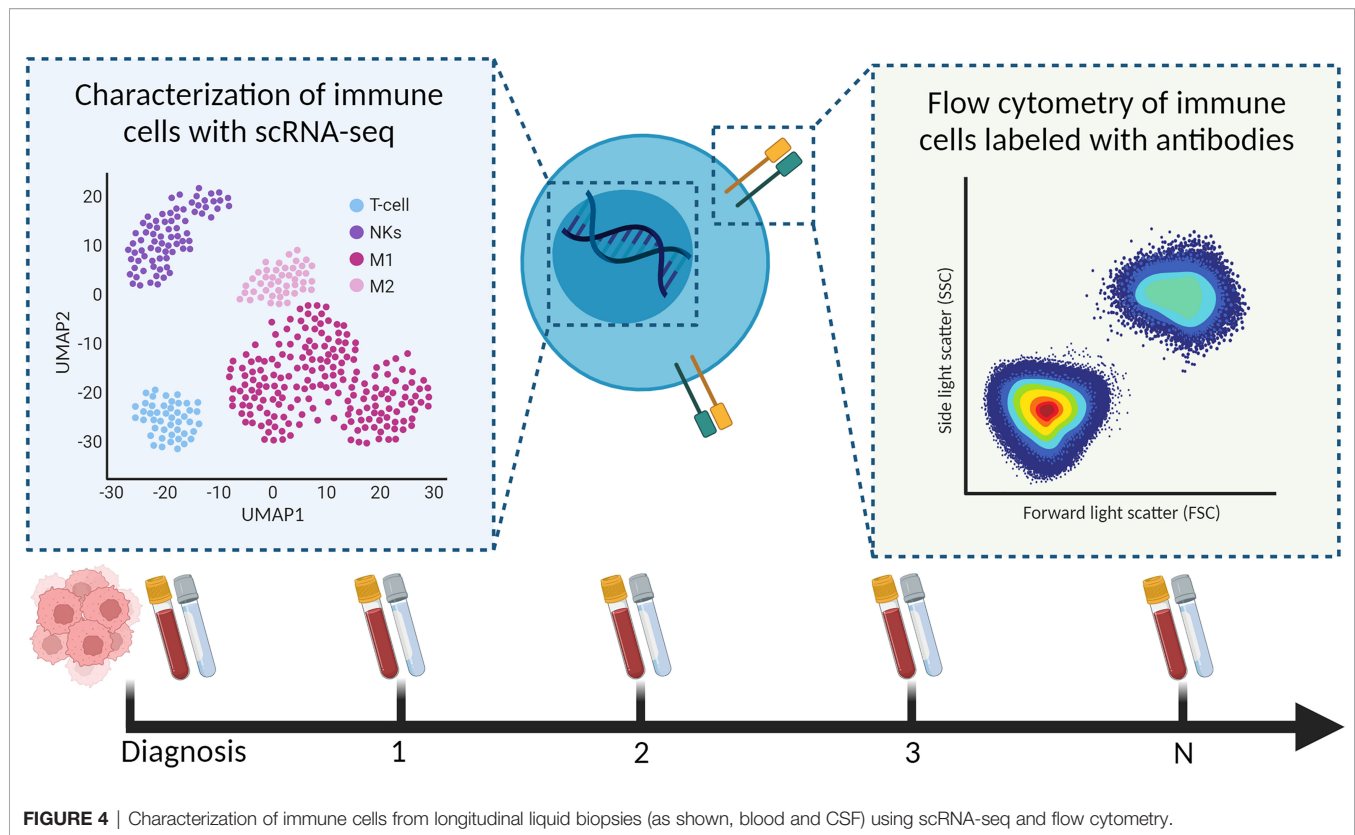 Characterization of immune
cells with scRNA-seq
UMAP2
20
10
0
-10
-20
-30
T-cell
NKs
M1
M2
-30 -20 -10 0 10 20 30
UMAP1
Flow cytometry of immune
cells labeled with antibodies
Side light scatter (SSC)
Forward light scatter (FSC)
Diagnosis 1 2 3 N
FIGURE 4 | Characterization of immune cells from longitudinal liquid biopsies (as shown, blood and CSF) using scRNA-seq and flow cytometry.